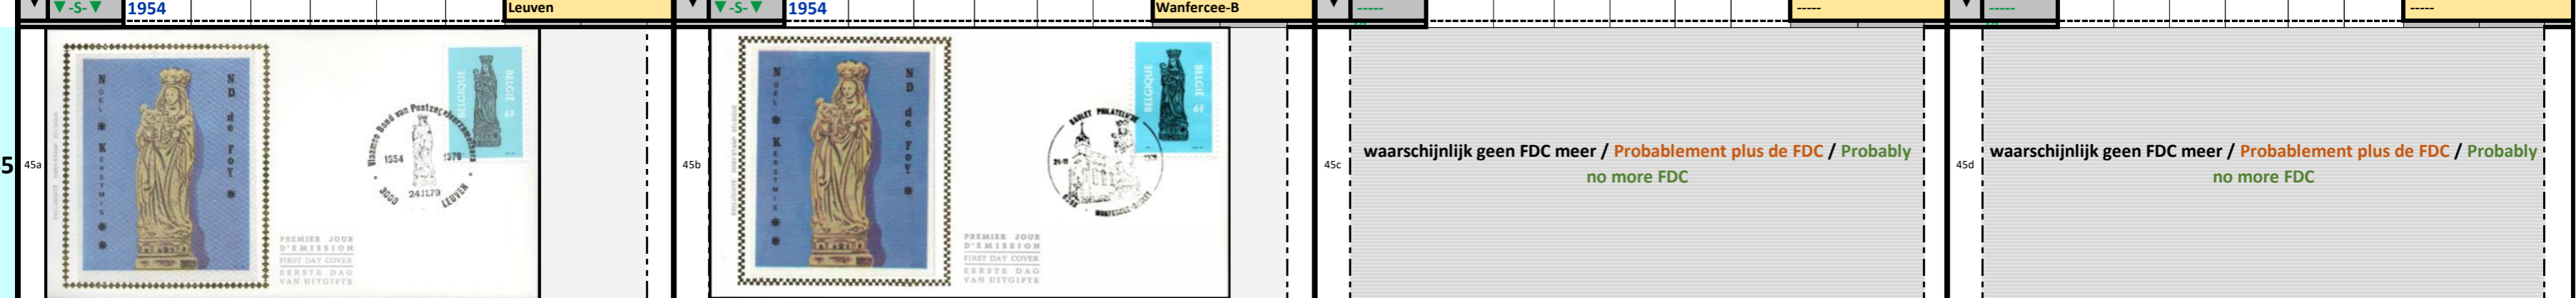 ▼ ▼-S-▼ 1954 Leuven ▼ ▼-S-▼ 1954 Wanfercee-B ▼ ----- ----- ▼ ----- -----
5
45a
NOEL * KERSTMIS * *
ND de FOY *
BELGIQUE
BELGIË
6F
Vlaamse Bond van Postzegelverzamelaars
1954 1979
24.11.79
3000 LEUVEN
PREMIER JOUR
D'EMISSION
FIRST DAY COVER
EERSTE DAG
VAN UITGIFTE
45b
NOEL * KERSTMIS * *
ND de FOY *
BELGIQUE
BELGIË
6F
PREMIER JOUR
D'EMISSION
FIRST DAY COVER
EERSTE DAG
VAN UITGIFTE
45c
waarschijnlijk geen FDC meer / Probablement plus de FDC / Probably
no more FDC
45d
waarschijnlijk geen FDC meer / Probablement plus de FDC / Probably
no more FDC